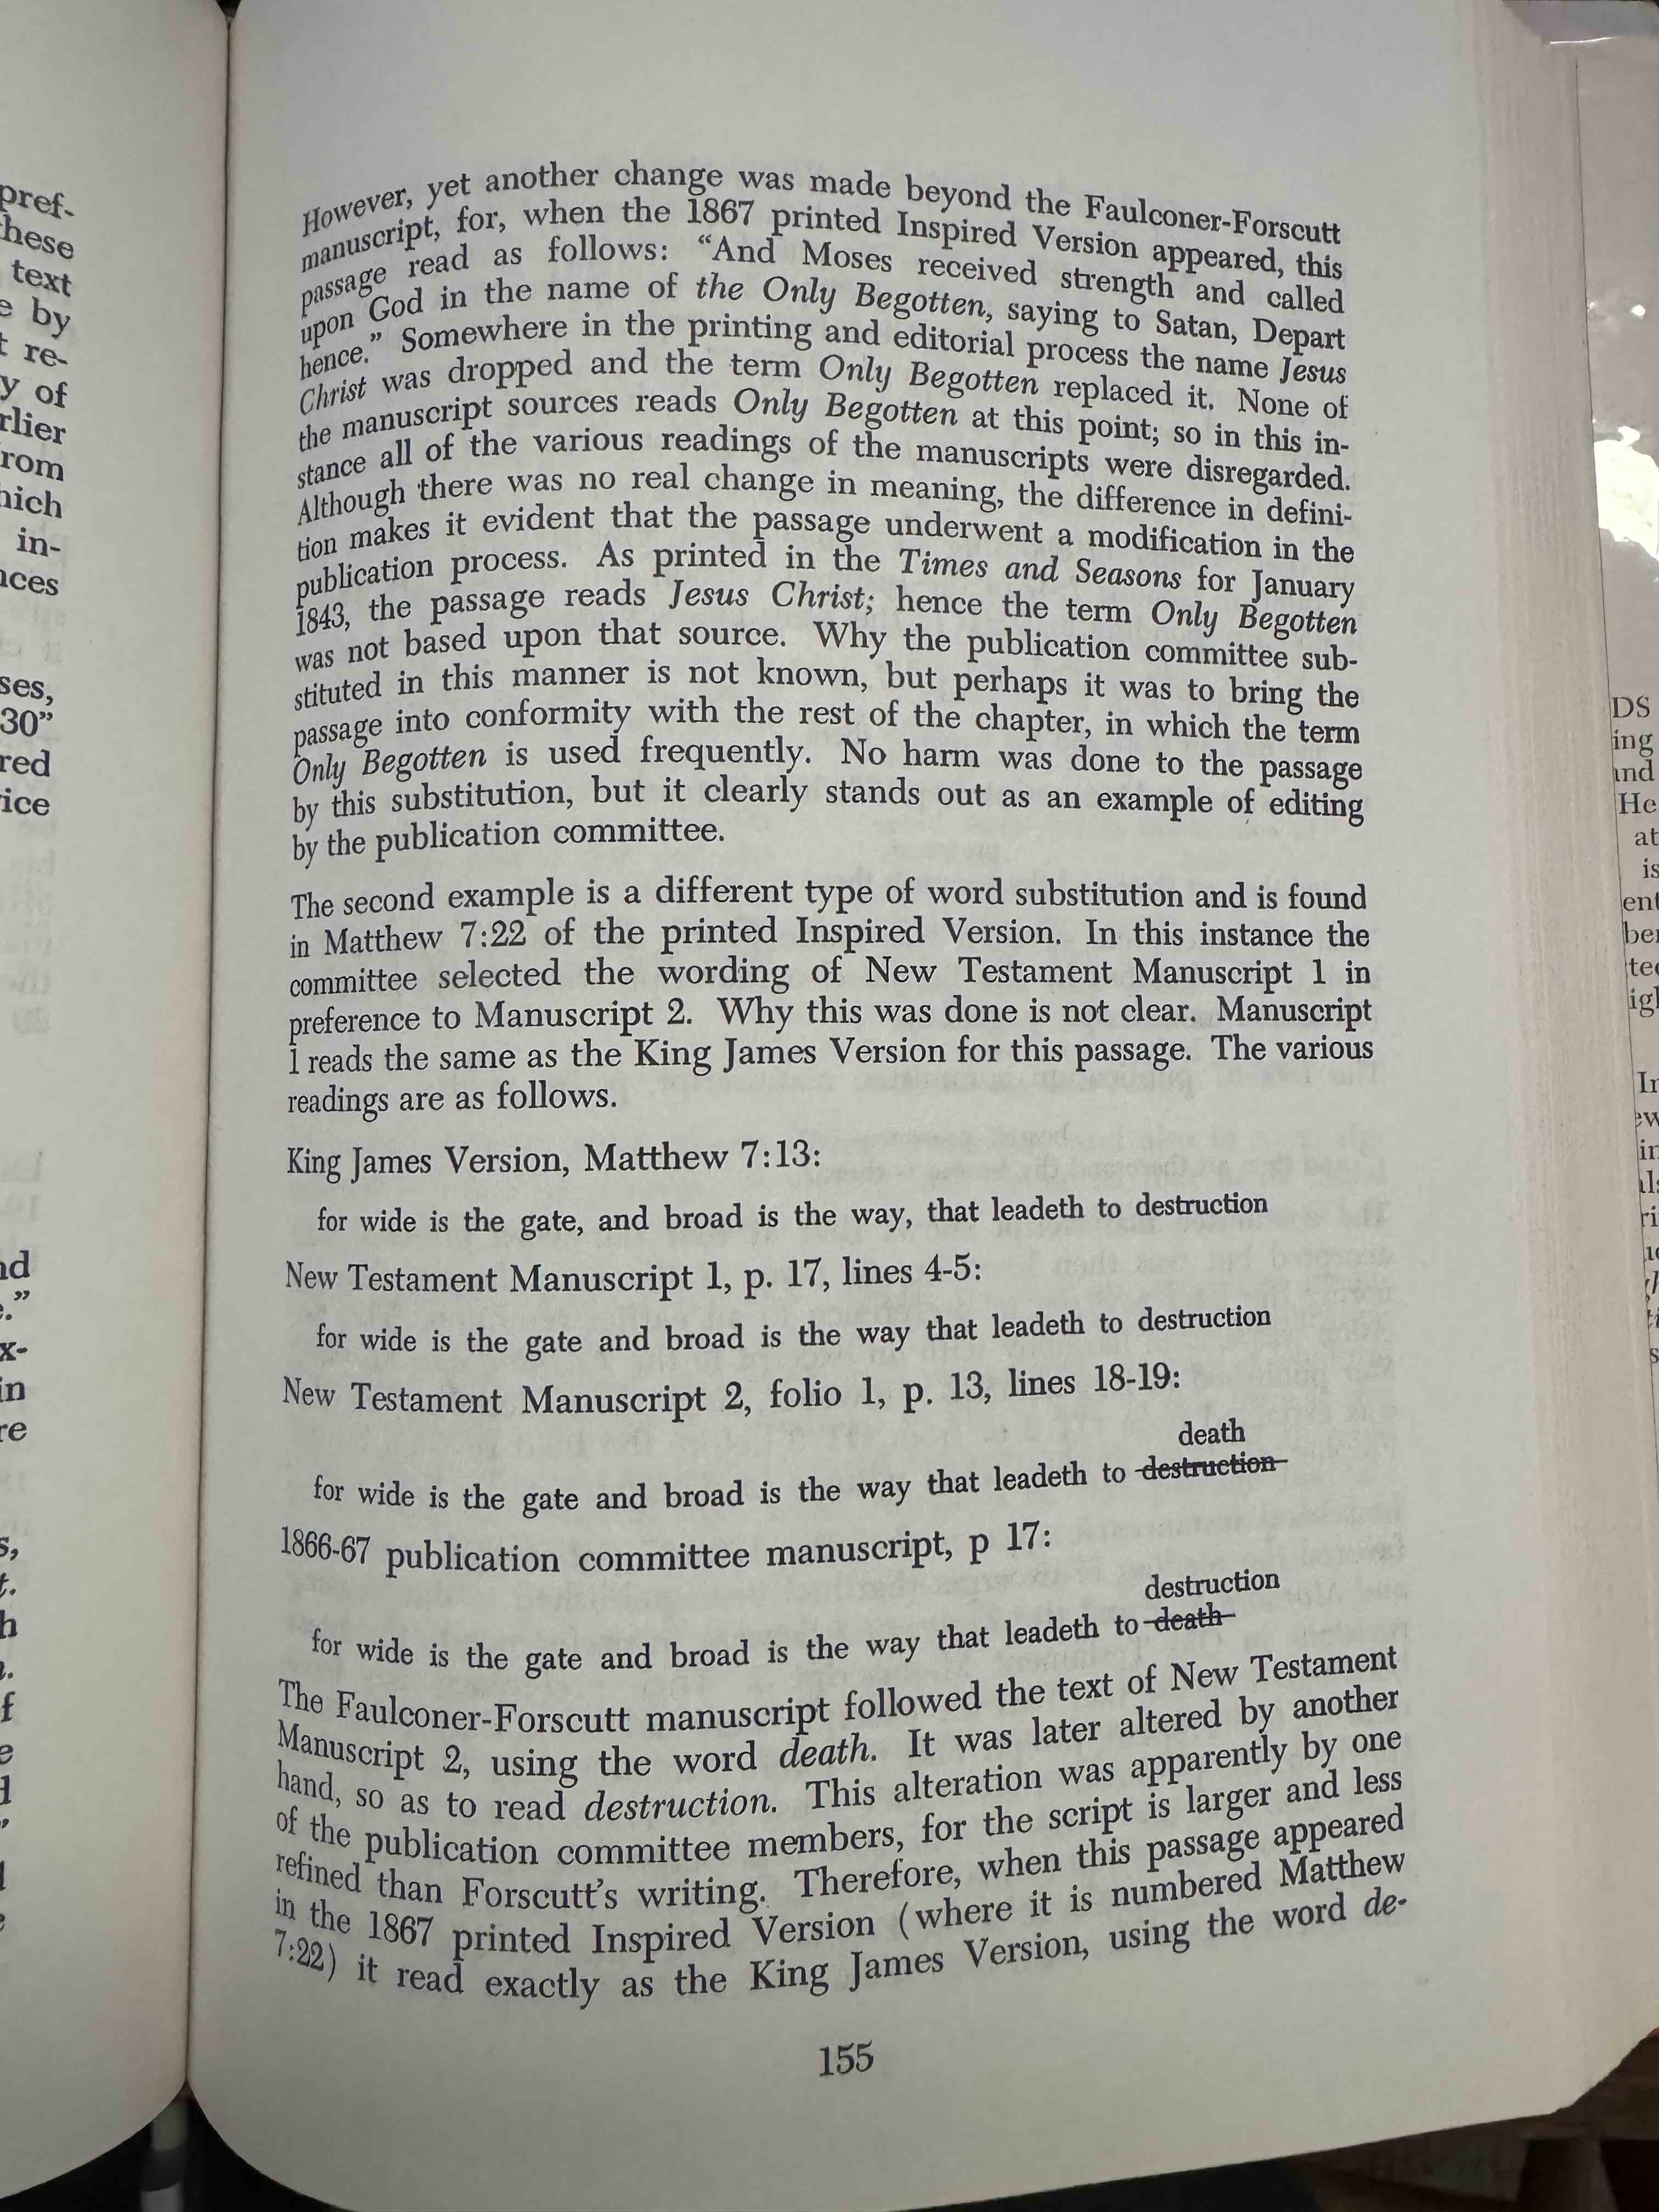 However, yet another change was made beyond the Faulconer-Forscutt
manuscript, for, when the 1867 printed Inspired Version appeared, this
passage read as follows: “And Moses received strength and called
upon God in the name of the Only Begotten, saying to Satan, Depart
hence.” Somewhere in the printing and editorial process the name Jesus
Christ was dropped and the term Only Begotten replaced it. None of
the manuscript sources reads Only Begotten at this point; so in this in-
stance all of the various readings of the manuscripts were disregarded.
Although there was no real change in meaning, the difference in defini-
tion makes it evident that the passage underwent a modification in the
publication process. As printed in the Times and Seasons for January
1843, the passage reads Jesus Christ; hence the term Only Begotten
was not based upon that source. Why the publication committee sub-
stituted in this manner is not known, but perhaps it was to bring the
passage into conformity with the rest of the chapter, in which the term
Only Begotten is used frequently. No harm was done to the passage
by this substitution, but it clearly stands out as an example of editing
by the publication committee.
The second example is a different type of word substitution and is found
in Matthew 7:22 of the printed Inspired Version. In this instance the
committee selected the wording of New Testament Manuscript 1 in
preference to Manuscript 2. Why this was done is not clear. Manuscript
1 reads the same as the King James Version for this passage. The various
readings are as follows.
King James Version, Matthew 7:13:
for wide is the gate, and broad is the way, that leadeth to destruction
New Testament Manuscript 1, p. 17, lines 4-5:
for wide is the gate and broad is the way that leadeth to destruction
New Testament Manuscript 2, folio 1, p. 13, lines 18-19:
death
for wide is the gate and broad is the way that leadeth to destruction
1866-67 publication committee manuscript, p 17:
destruction
for wide is the gate and broad is the way that leadeth to death
The Faulconer-Forscutt manuscript followed the text of New Testament
Manuscript 2, using the word death. It was later altered by another
hand, so as to read destruction. This alteration was apparently by one
of the publication committee members, for the script is larger and less
refined than Forscutt’s writing. Therefore, when this passage appeared
in the 1867 printed Inspired Version (where it is numbered Matthew
7:22) it read exactly as the King James Version, using the word de-
155